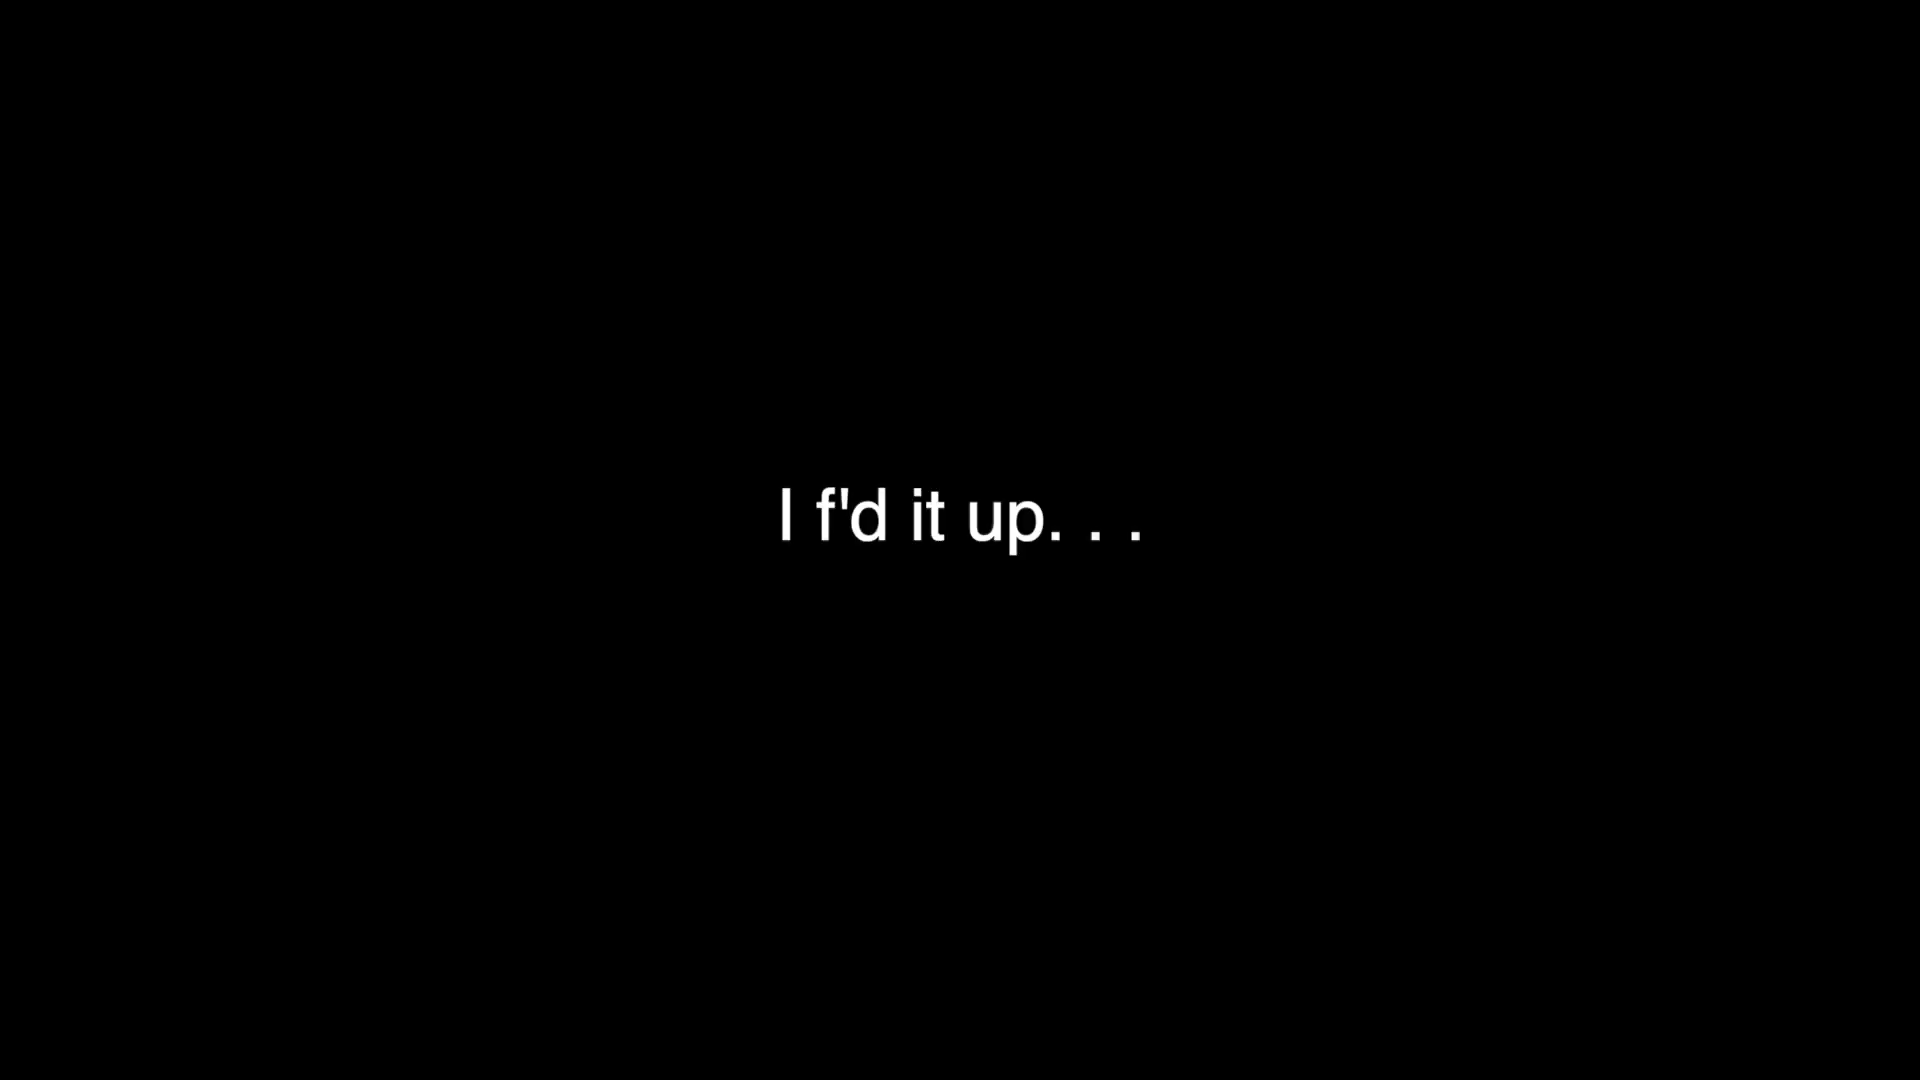 I f'd it up. . .